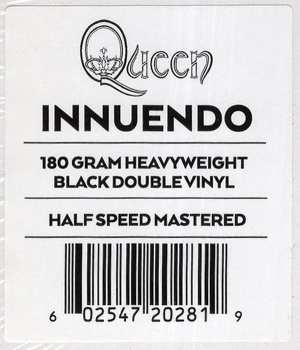 Queen
INNUENDO
180 GRAM HEAVYWEIGHT
BLACK DOUBLE VINYL
HALF SPEED MASTERED
6 02547 20281 9